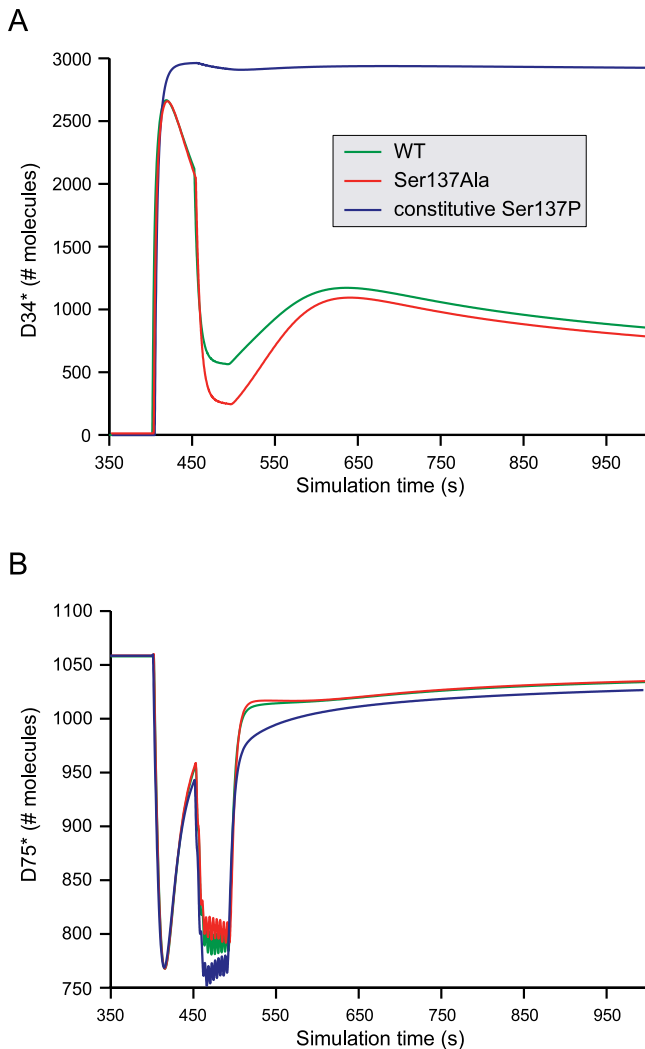 A
3000
2500
2000
1500
1000
500
0
D34* (# molecules)
WT
Ser137Ala
constitutive Ser137P
350 450 550 650 750 850 950
Simulation time (s)
B
1100
1050
1000
950
900
850
800
750
D75* (# molecules)
350 450 550 650 750 850 950
Simulation time (s)